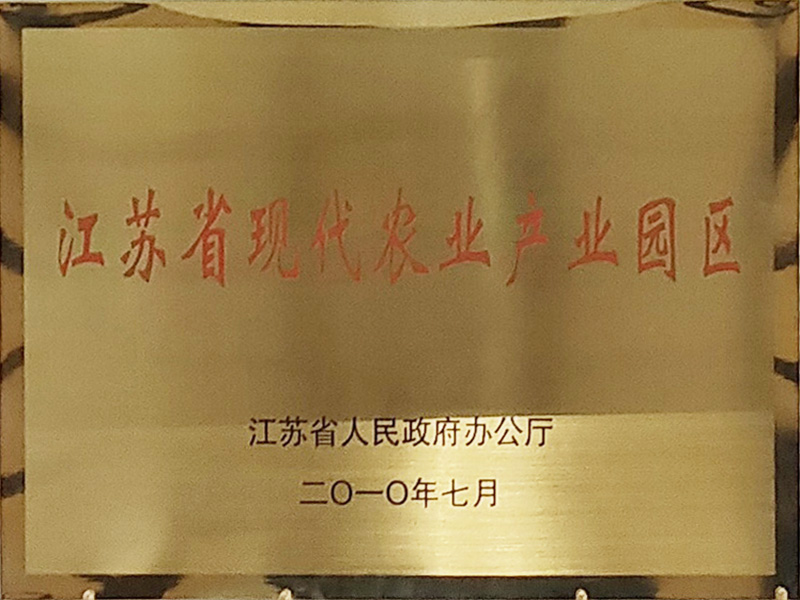 江苏省现代农业产业园区
江苏省人民政府办公厅
二〇一〇年七月